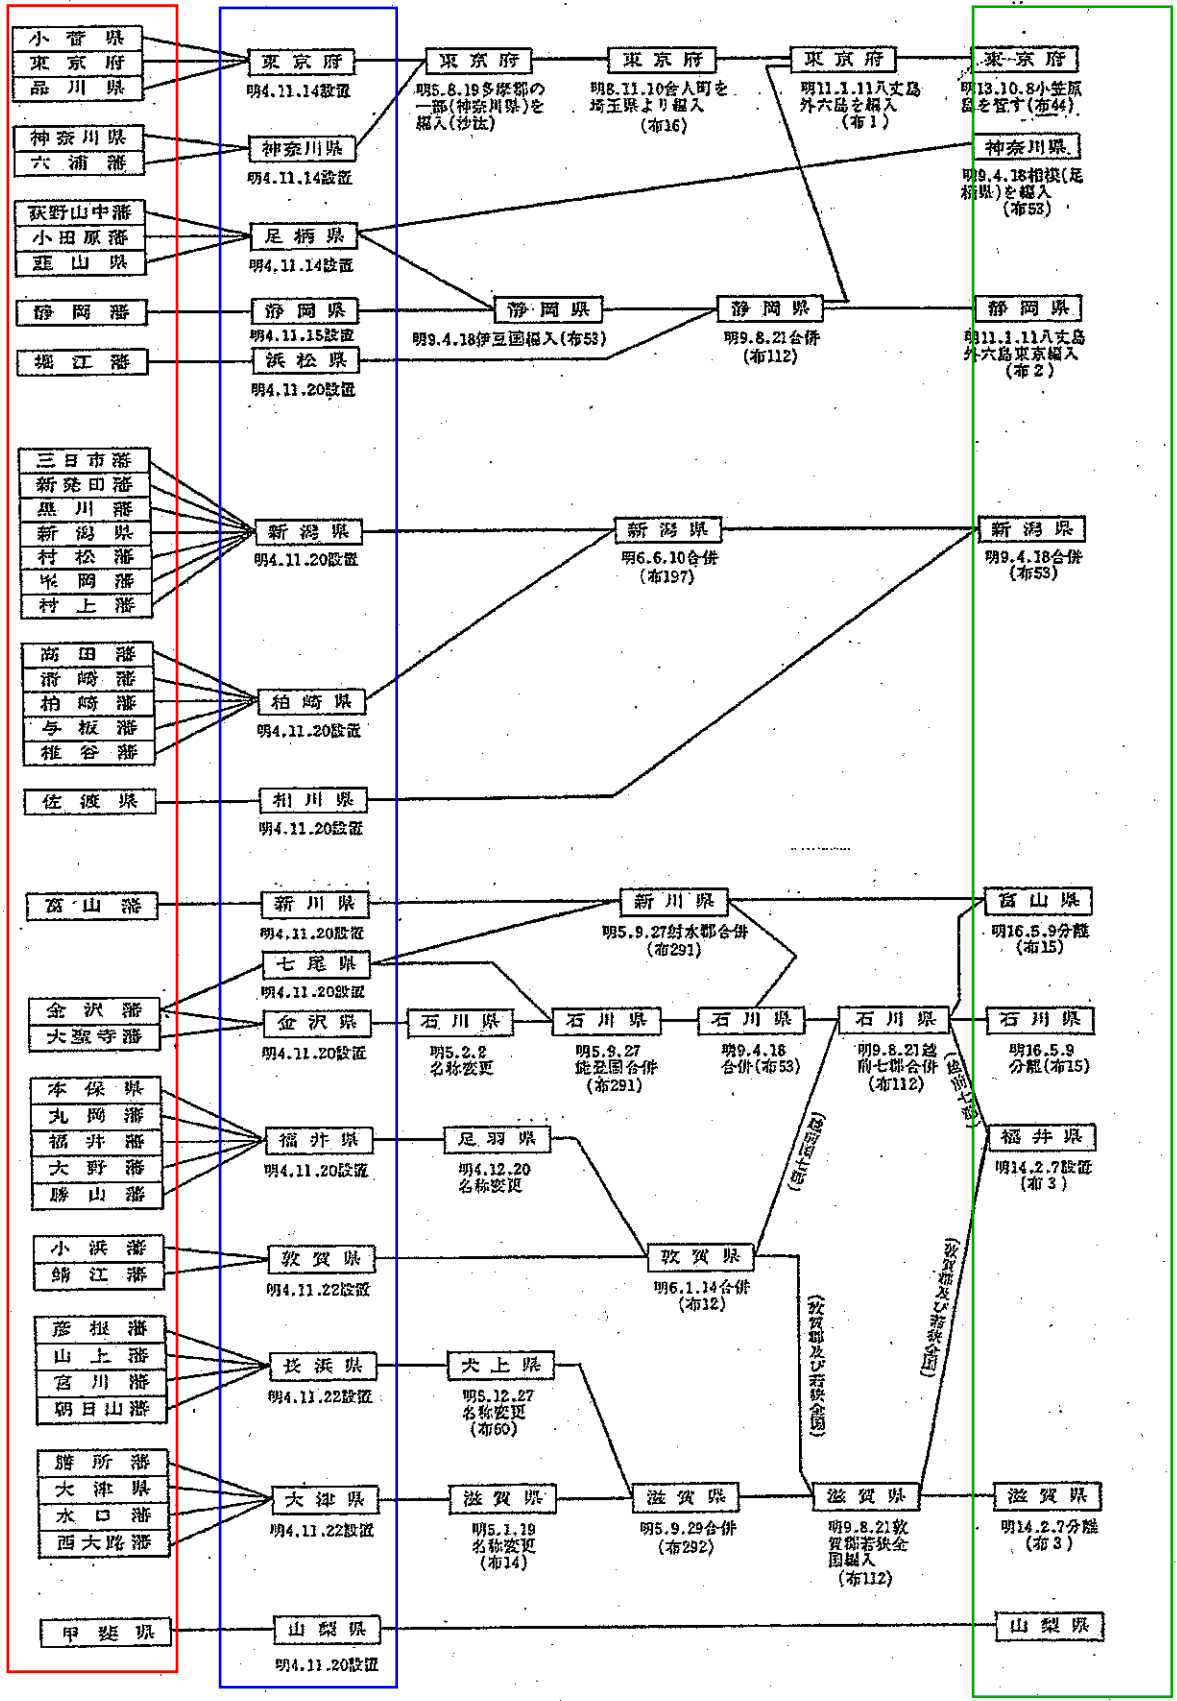 小菅県
東京府
品川県
東京府
明4.11.14設置
東京府
明5.8.19多摩郡の
一部(神奈川県)を
編入(沙汰)
東京府
明8.11.10舎人町を
埼玉県より編入
(布16)
東京府
明11.1.11八丈島
外六島を編入
(布1)
東京府
明13.10.8小笠原
島を管す(布44)
神奈川県
六浦藩
神奈川県
明4.11.14設置
神奈川県
明9.4.18相模(足
柄県)を編入
(布53)
荻野山中藩
小田原藩
韮山県
足柄県
明4.11.14設置
静岡藩
静岡県
明4.11.15設置
静岡県
明9.4.18伊豆国編入(布53)
静岡県
明9.8.21合併
(布112)
静岡県
明11.1.11八丈島
外六島東京編入
(布2)
堀江藩
浜松県
明4.11.20設置
三日市藩
新発田藩
黒川藩
新潟県
村松藩
峯岡藩
村上藩
新潟県
明4.11.20設置
新潟県
明6.6.10合併
(布197)
新潟県
明9.4.18合併
(布53)
高田藩
清崎藩
柏崎藩
与板藩
椎谷藩
柏崎県
明4.11.20設置
佐渡県
相川県
明4.11.20設置
富山藩
新川県
明4.11.20設置
新川県
明5.9.27射水郡合併
(布291)
富山県
明16.5.9分離
(布15)
七尾県
明4.11.20設置
金沢藩
大聖寺藩
金沢県
明4.11.20設置
石川県
明5.2.2
名称変更
石川県
明5.9.27
能登国合併
(布291)
石川県
明9.4.18
合併(布53)
石川県
明9.8.21越
前七郡合併
(布112)
石川県
明16.5.9
分離(布15)
(越前七郡)
(越前七郡)
本保県
丸岡藩
福井藩
大野藩
勝山藩
福井県
明4.11.20設置
足羽県
明4.12.20
名称変更
福井県
明14.2.7設置
(布3)
小浜藩
鯖江藩
敦賀県
明4.11.22設置
敦賀県
明6.1.14合併
(布12)
(敦賀郡及び若狭全国)
(敦賀郡及び若狭全国)
彦根藩
山上藩
宮川藩
朝日山藩
長浜県
明4.11.22設置
犬上県
明5.12.27
名称変更
(布60)
膳所藩
大津県
水口藩
西大路藩
大津県
明4.11.22設置
滋賀県
明5.1.19
名称変更
(布14)
滋賀県
明5.9.29合併
(布292)
滋賀県
明9.8.21敦
賀郡若狭全
国編入
(布112)
滋賀県
明14.2.7分離
(布3)
甲斐県
山梨県
明4.11.20設置
山梨県